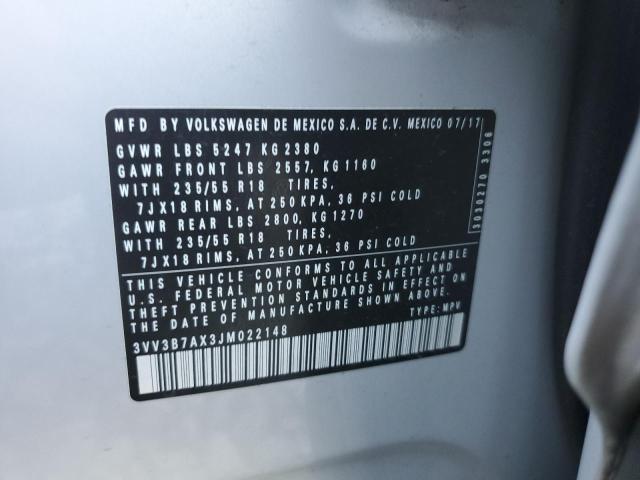 MFD BY VOLKSWAGEN DE MEXICO S.A. DE C.V. MEXICO 07/17
GVWR LBS 5247 KG 2380
GAWR FRONT LBS 2557, KG 1160
WITH 235/55 R18 TIRES,
7JX18 RIMS, AT 250 KPA, 36 PSI COLD
GAWR REAR LBS 2800, KG 1270
WITH 235/55 R18 TIRES,
7JX18 RIMS, AT 250 KPA, 36 PSI COLD
THIS VEHICLE CONFORMS TO ALL APPLICABLE
U.S. FEDERAL MOTOR VEHICLE SAFETY AND
THEFT PREVENTION STANDARDS IN EFFECT ON
THE DATE OF MANUFACTURE SHOWN ABOVE.
3VV3B7AX3JM022148 TYPE: MPV
3030270 3306